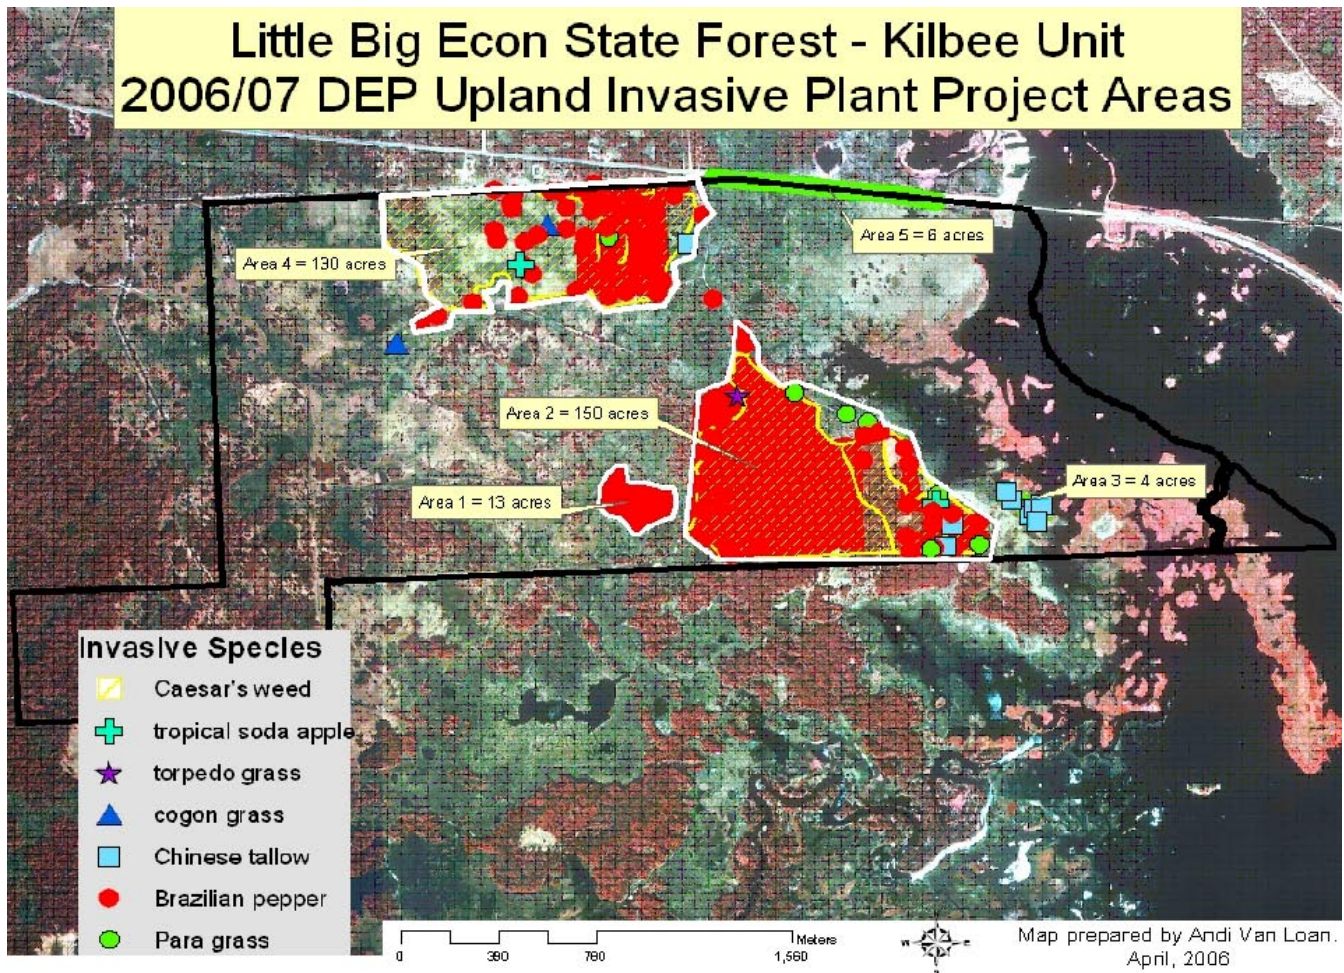 Little Big Econ State Forest - Kilbee Unit
2006/07 DEP Upland Invasive Plant Project Areas
Area 5 = 6 acres
Area 4 = 130 acres
Area 2 = 150 acres
Area 1 = 13 acres
Area 3 = 4 acres
Invasive Species
Caesar's weed
tropical soda apple
torpedo grass
cogon grass
Chinese tallow
Brazilian pepper
Para grass
Meters
0 390 780 1,560
W E
Map prepared by Andi Van Loan.
April, 2006